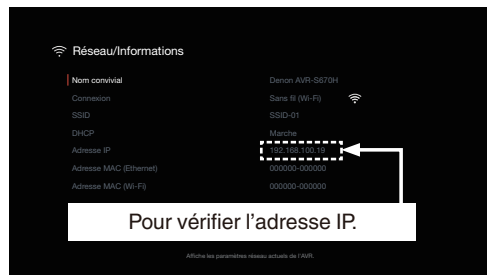 Réseau/Informations
Nom convivial Denon AVR-S670H
Connexion Sans fil (Wi-Fi)
SSID SSID-01
DHCP Marche
Adresse IP 192.168.100.19
Adresse MAC (Ethernet) 000000-000000
Adresse MAC (Wi-Fi) 000000-000000
Pour vérifier l’adresse IP.
Affiche les paramètres réseau actuels de l’AVR.